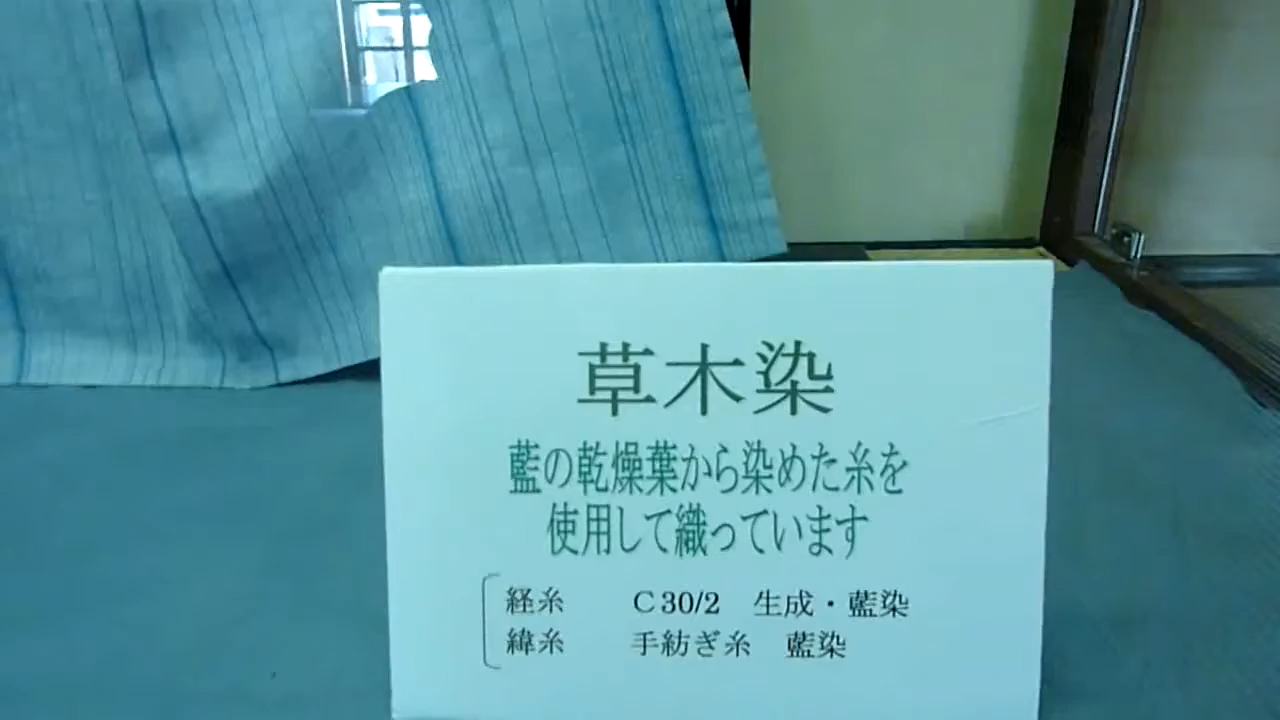 草木染
藍の乾燥葉から染めた糸を
使用して織っています
経糸 C30/2 生成・藍染
緯糸 手紡ぎ糸 藍染